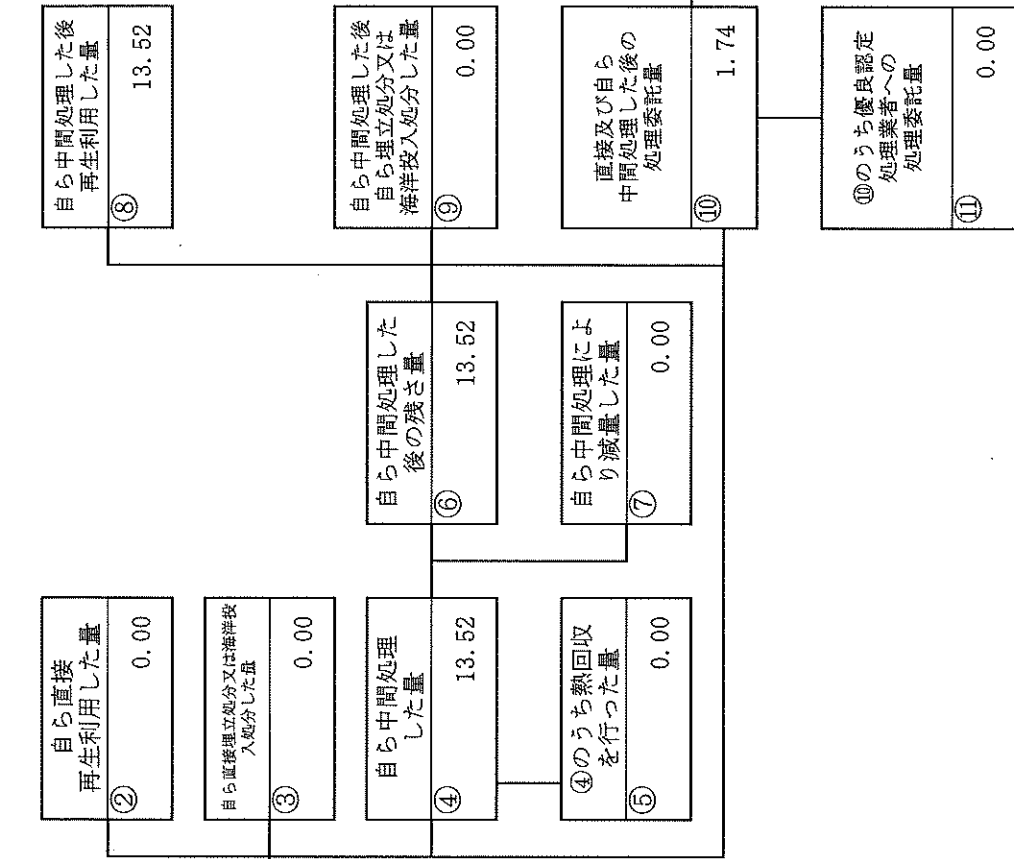 自ら直接
再生利用した量
② 0.00
自ら直接埋立処分又は海洋投
入処分した量
③ 0.00
自ら中間処理
した量
④ 13.52
④のうち熱回収
を行った量
⑤ 0.00
自ら中間処理した
後の残さ量
⑥ 13.52
自ら中間処理によ
り減量した量
⑦ 0.00
自ら中間処理した後
再生利用した量
⑧ 13.52
自ら中間処理した後
自ら埋立処分又は
海洋投入処分した量
⑨ 0.00
直接及び自ら
中間処理した後の
処理委託量
⑩ 1.74
⑩のうち優良認定
処理業者への
処理委託量
⑪ 0.00